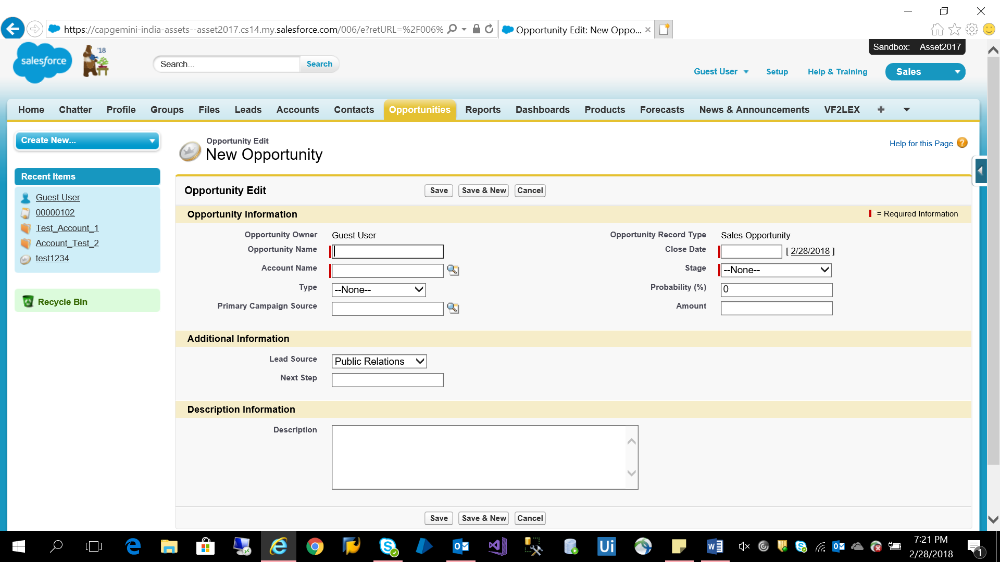 https://capgemini-india-assets--asset2017.cs14.my.salesforce.com/006/e?retURL=%2F006%
Opportunity Edit: New Oppo...
Sandbox: Asset2017
salesforce
'18
Search...
Search
Guest User
Setup
Help & Training
Sales
Home
Chatter
Profile
Groups
Files
Leads
Accounts
Contacts
Opportunities
Reports
Dashboards
Products
Forecasts
News & Announcements
VF2LEX
Create New...
Opportunity Edit
New Opportunity
Help for this Page
Recent Items
Guest User
00000102
Test_Account_1
Account_Test_2
test1234
Recycle Bin
Opportunity Edit
Save
Save & New
Cancel
Opportunity Information
= Required Information
Opportunity Owner Guest User
Opportunity Record Type Sales Opportunity
Opportunity Name
Close Date [ 2/28/2018 ]
Account Name
Stage --None--
Type --None--
Probability (%) 0
Primary Campaign Source
Amount
Additional Information
Lead Source Public Relations
Next Step
Description Information
Description
Save
Save & New
Cancel
Ui
7:21 PM
2/28/2018
1